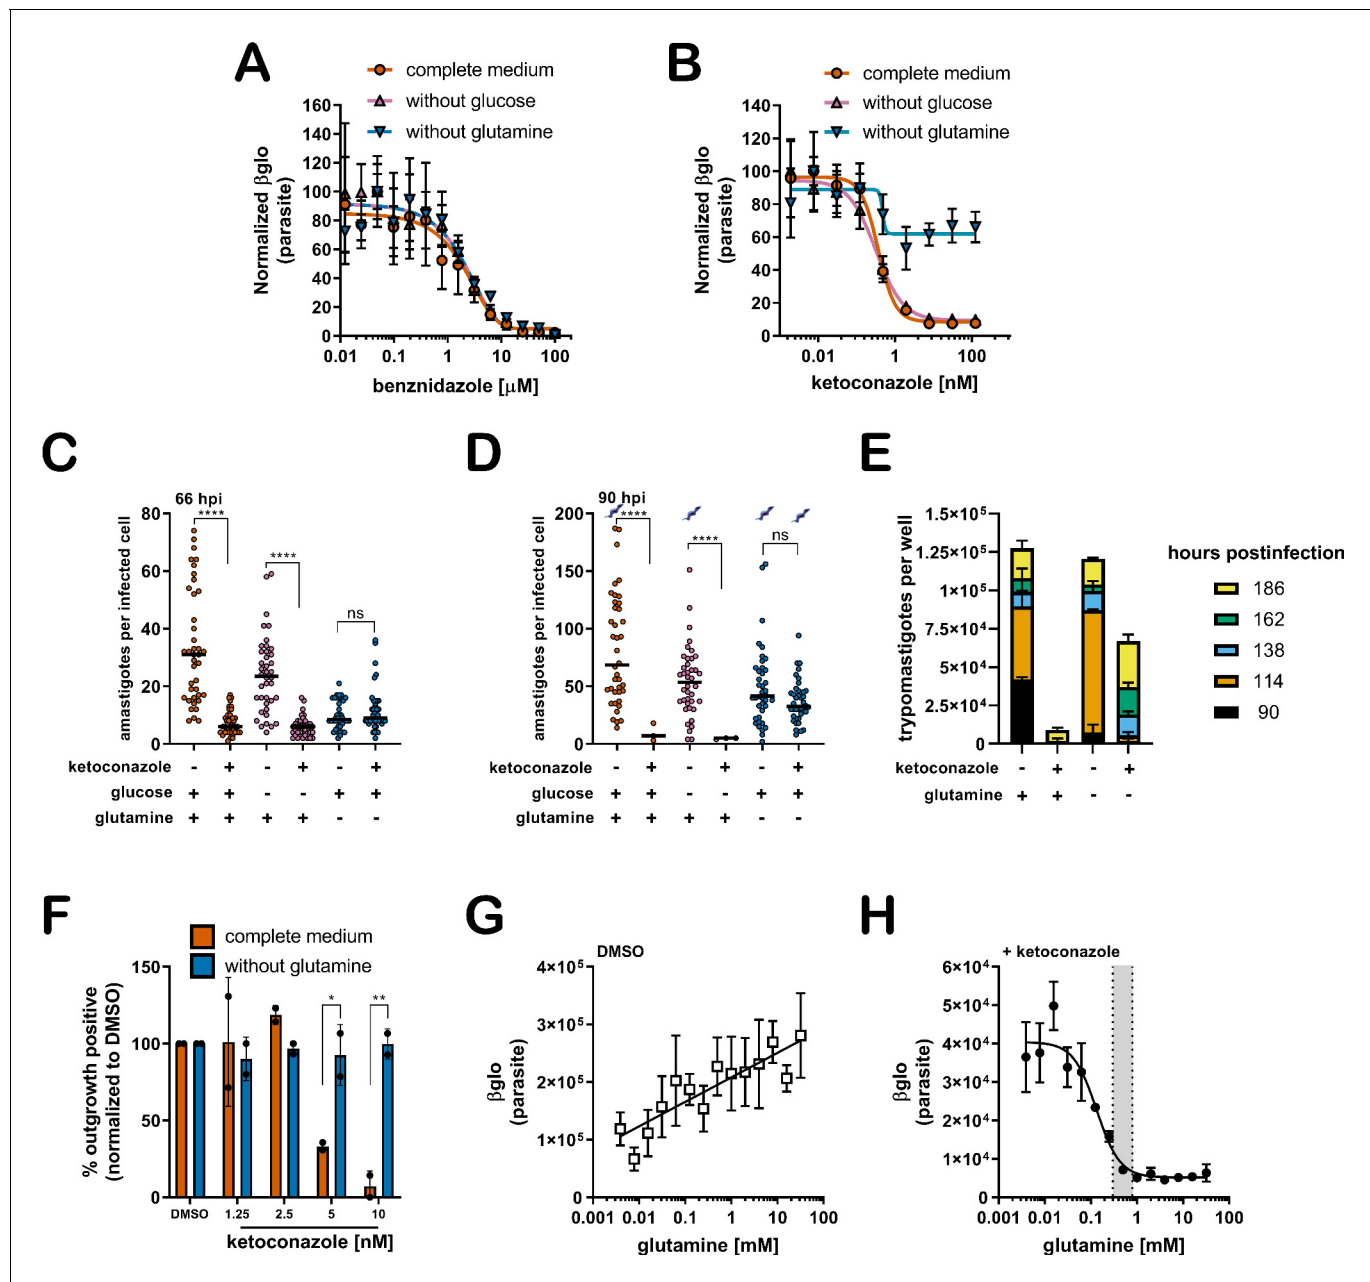 A
complete medium
without glucose
without glutamine
160
140
120
100
80
60
40
20
0
Normalized βglo
(parasite)
0.01 0.1 1 10 100
benznidazole [μM]
B
complete medium
without glucose
without glutamine
140
120
100
80
60
40
20
0
Normalized βglo
(parasite)
0.01 1 100
ketoconazole [nM]
C
66 hpi
****
****
ns
80
60
40
20
0
amastigotes per infected cell
ketoconazole - + - + - +
glucose + + - - + +
glutamine + + + + - -
D
90 hpi
****
****
ns
200
150
100
50
0
amastigotes per infected cell
ketoconazole - + - + - +
glucose + + - - + +
glutamine + + + + - -
E
1.5×10⁵
1.25×10⁵
1×10⁵
7.5×10⁴
5×10⁴
2.5×10⁴
0
trypomastigotes per well
ketoconazole - + - +
glutamine + + - -
hours postinfection
186
162
138
114
90
F
complete medium
without glutamine
150
100
50
0
% outgrowth positive
(normalized to DMSO)
* **
DMSO 1.25 2.5 5 10
ketoconazole [nM]
G
DMSO
4×10⁵
3×10⁵
2×10⁵
1×10⁵
0
βglo
(parasite)
0.001 0.01 0.1 1 10 100
glutamine [mM]
H
+ ketoconazole
6×10⁴
5×10⁴
4×10⁴
3×10⁴
2×10⁴
1×10⁴
0
βglo
(parasite)
0.001 0.01 0.1 1 10 100
glutamine [mM]